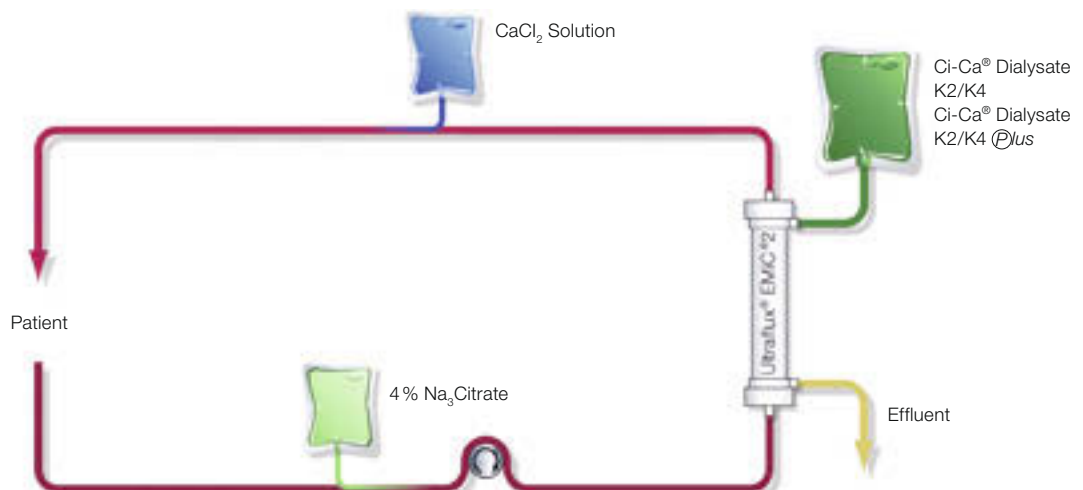 CaCl₂ Solution
Ci-Ca® Dialysate
K2/K4
Ci-Ca® Dialysate
K2/K4 Ⓟlus
Ultraflux® EMiC®2
Patient
4 % Na₃Citrate
Effluent